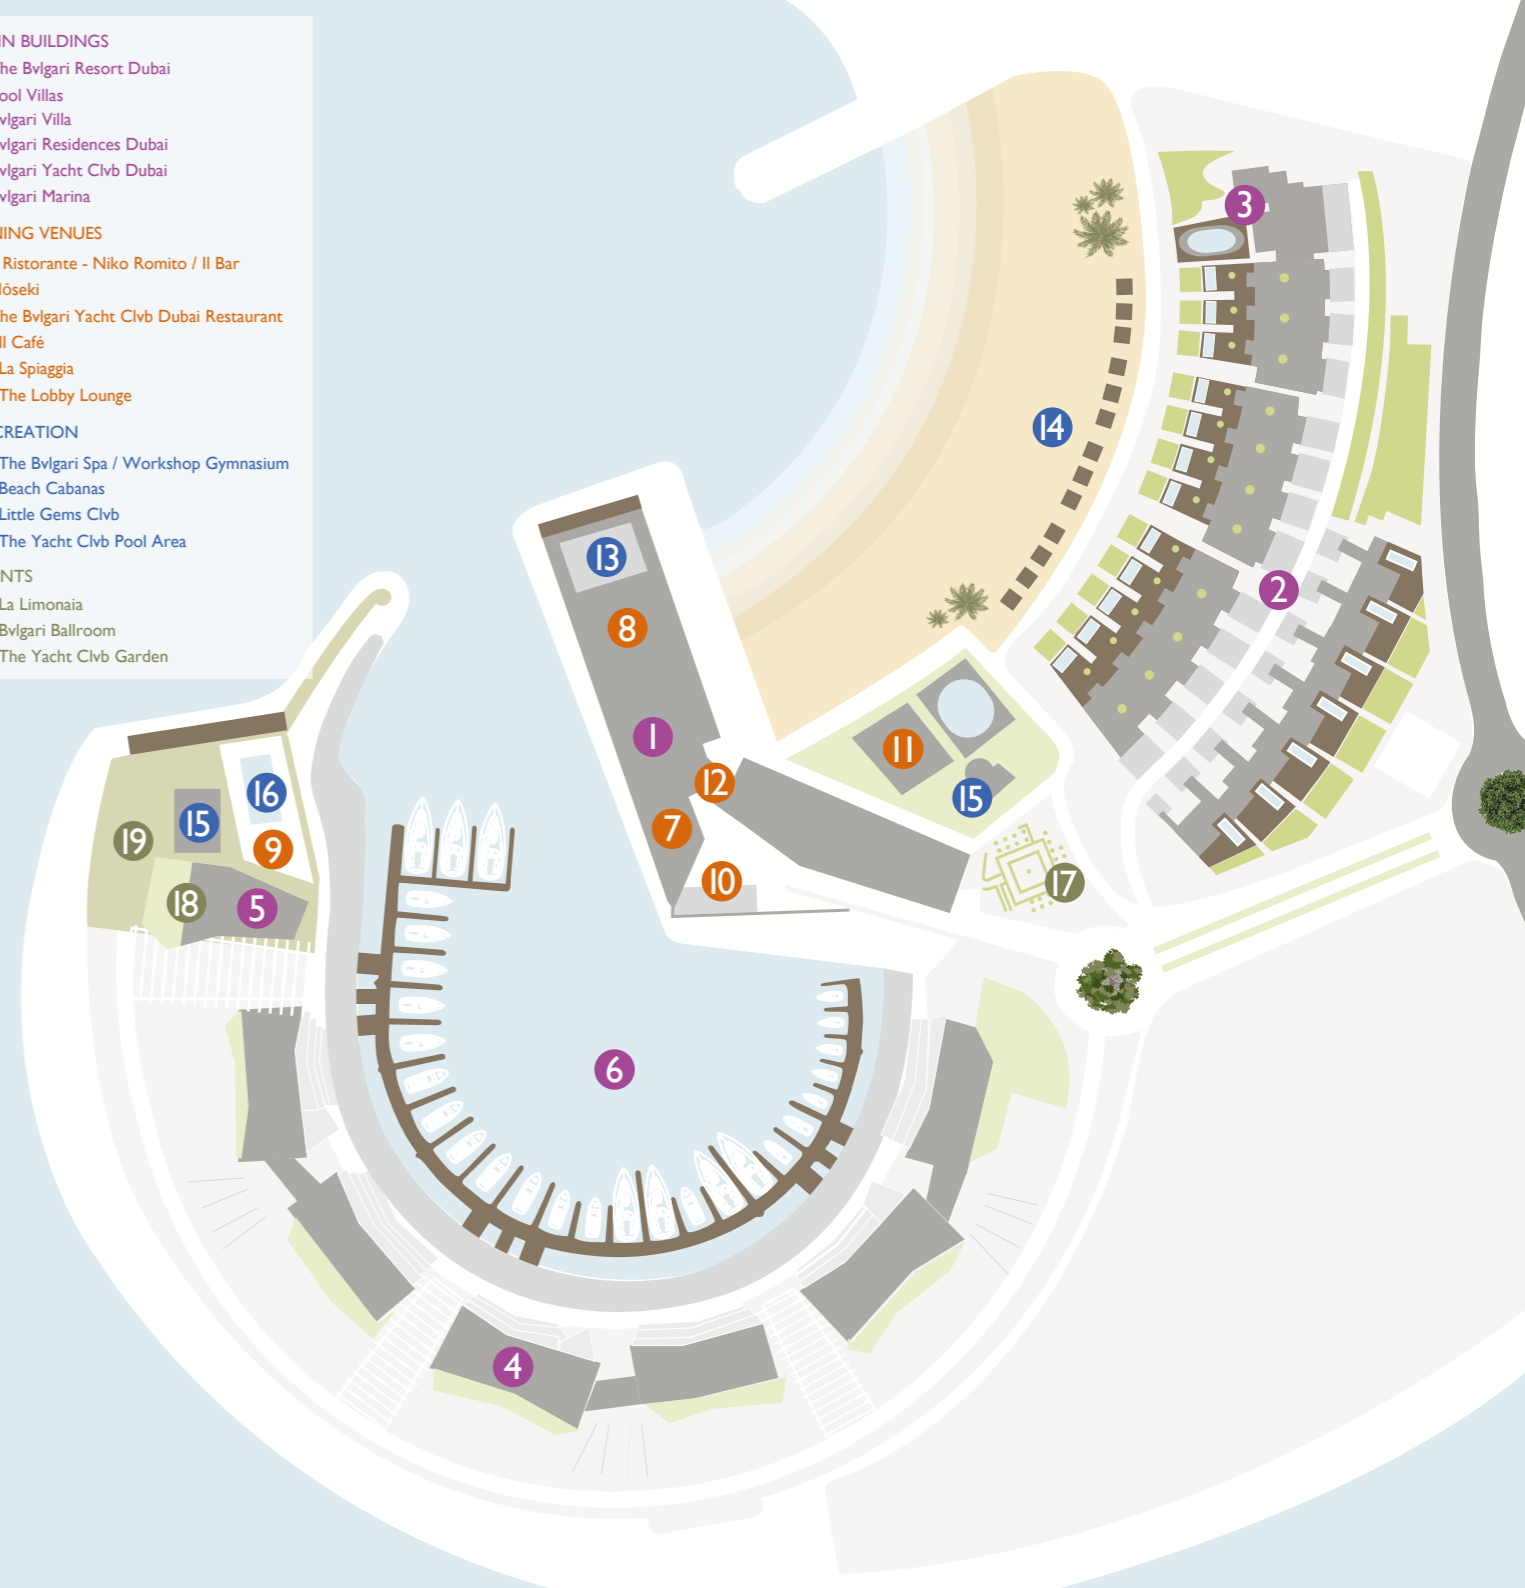 IN BUILDINGS
he Bvlgari Resort Dubai
ool Villas
vlgari Villa
vlgari Residences Dubai
vlgari Yacht Clvb Dubai
vlgari Marina
NING VENUES
Ristorante - Niko Romito / Il Bar
Hōseki
he Bvlgari Yacht Clvb Dubai Restaurant
Il Café
La Spiaggia
The Lobby Lounge
CREATION
The Bvlgari Spa / Workshop Gymnasium
Beach Cabanas
Little Gems Clvb
The Yacht Clvb Pool Area
NTS
La Limonaia
Bvlgari Ballroom
The Yacht Clvb Garden
3
14
13
2
8
1
11
12
16
15
15
7
19
9
10
17
18
5
6
4